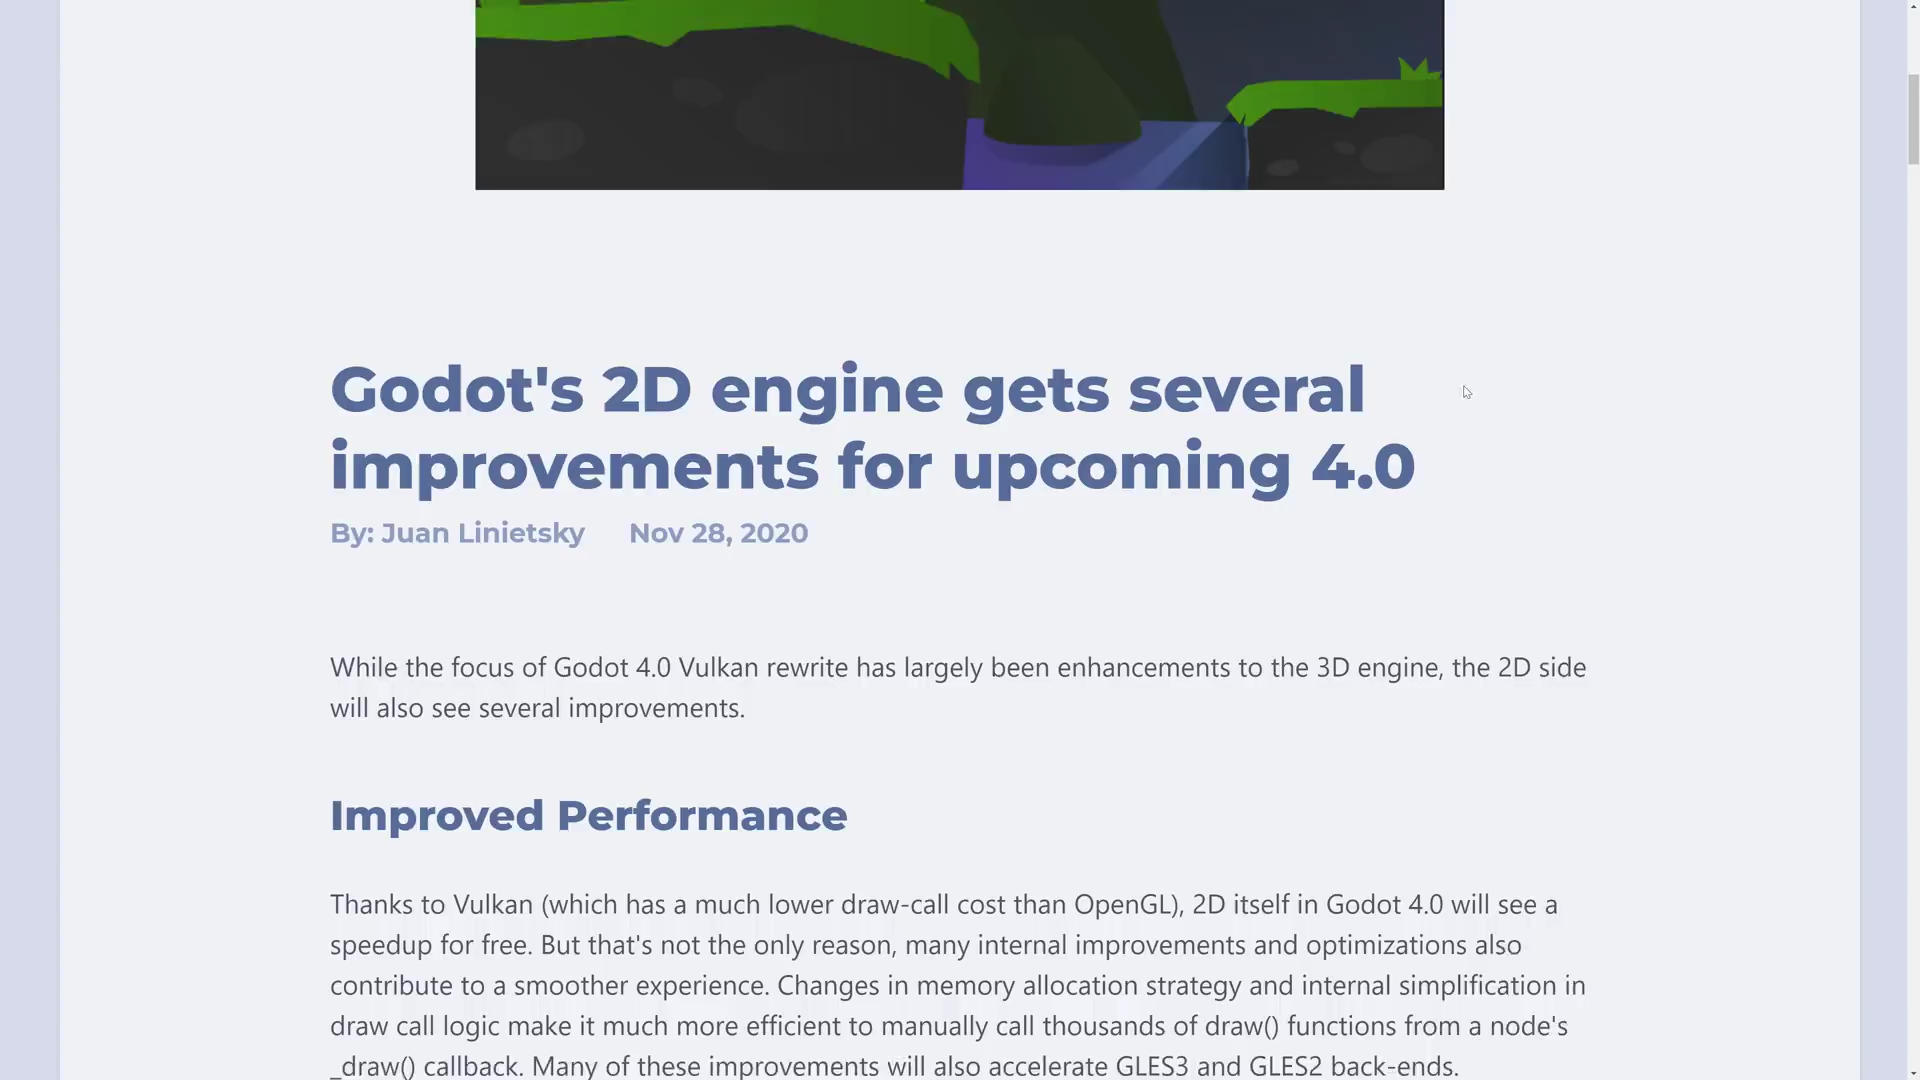 Godot's 2D engine gets several
improvements for upcoming 4.0
By: Juan Linietsky Nov 28, 2020
While the focus of Godot 4.0 Vulkan rewrite has largely been enhancements to the 3D engine, the 2D side
will also see several improvements.
Improved Performance
Thanks to Vulkan (which has a much lower draw-call cost than OpenGL), 2D itself in Godot 4.0 will see a
speedup for free. But that's not the only reason, many internal improvements and optimizations also
contribute to a smoother experience. Changes in memory allocation strategy and internal simplification in
draw call logic make it much more efficient to manually call thousands of draw() functions from a node's
_draw() callback. Many of these improvements will also accelerate GLES3 and GLES2 back-ends.